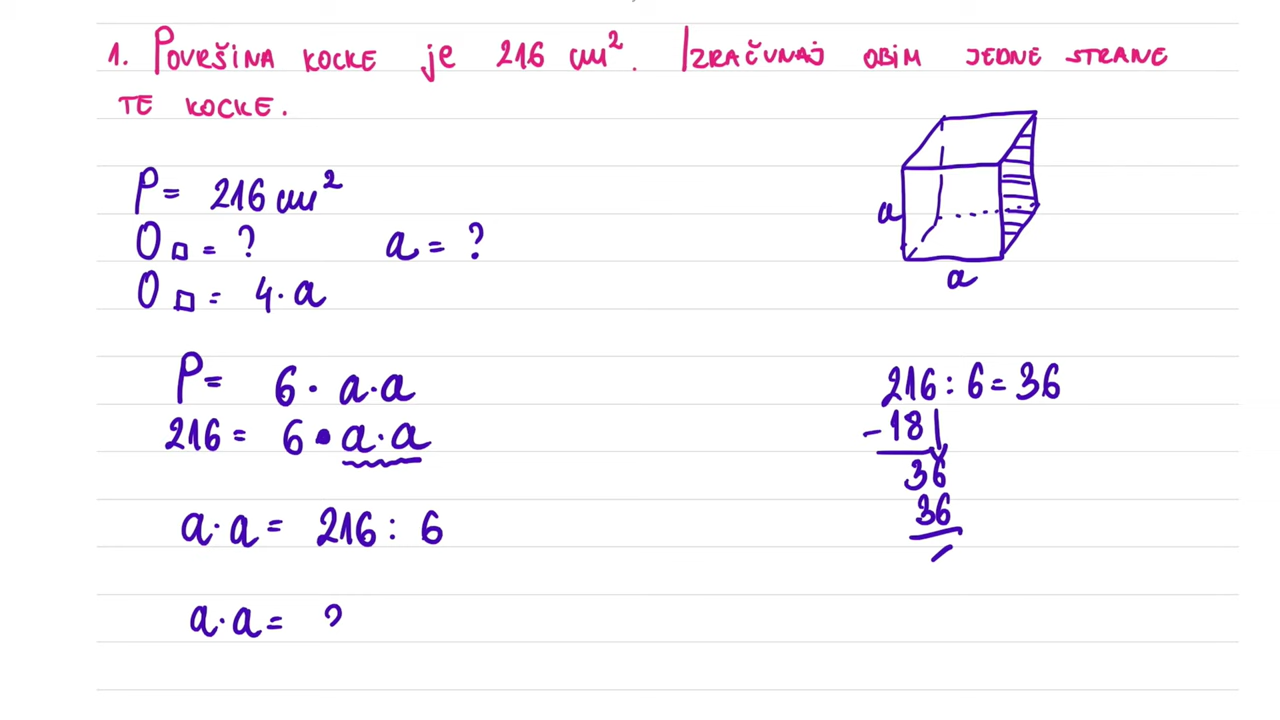 1. Površina kocke je 216 cm². Izračunaj obim jedne strane
te kocke.
P = 216 cm²
O□ = ? a = ?
O□ = 4·a
a
a
P = 6·a·a
216 = 6·a·a
a·a = 216 : 6
a·a =
216 : 6 = 36
-18
36
36